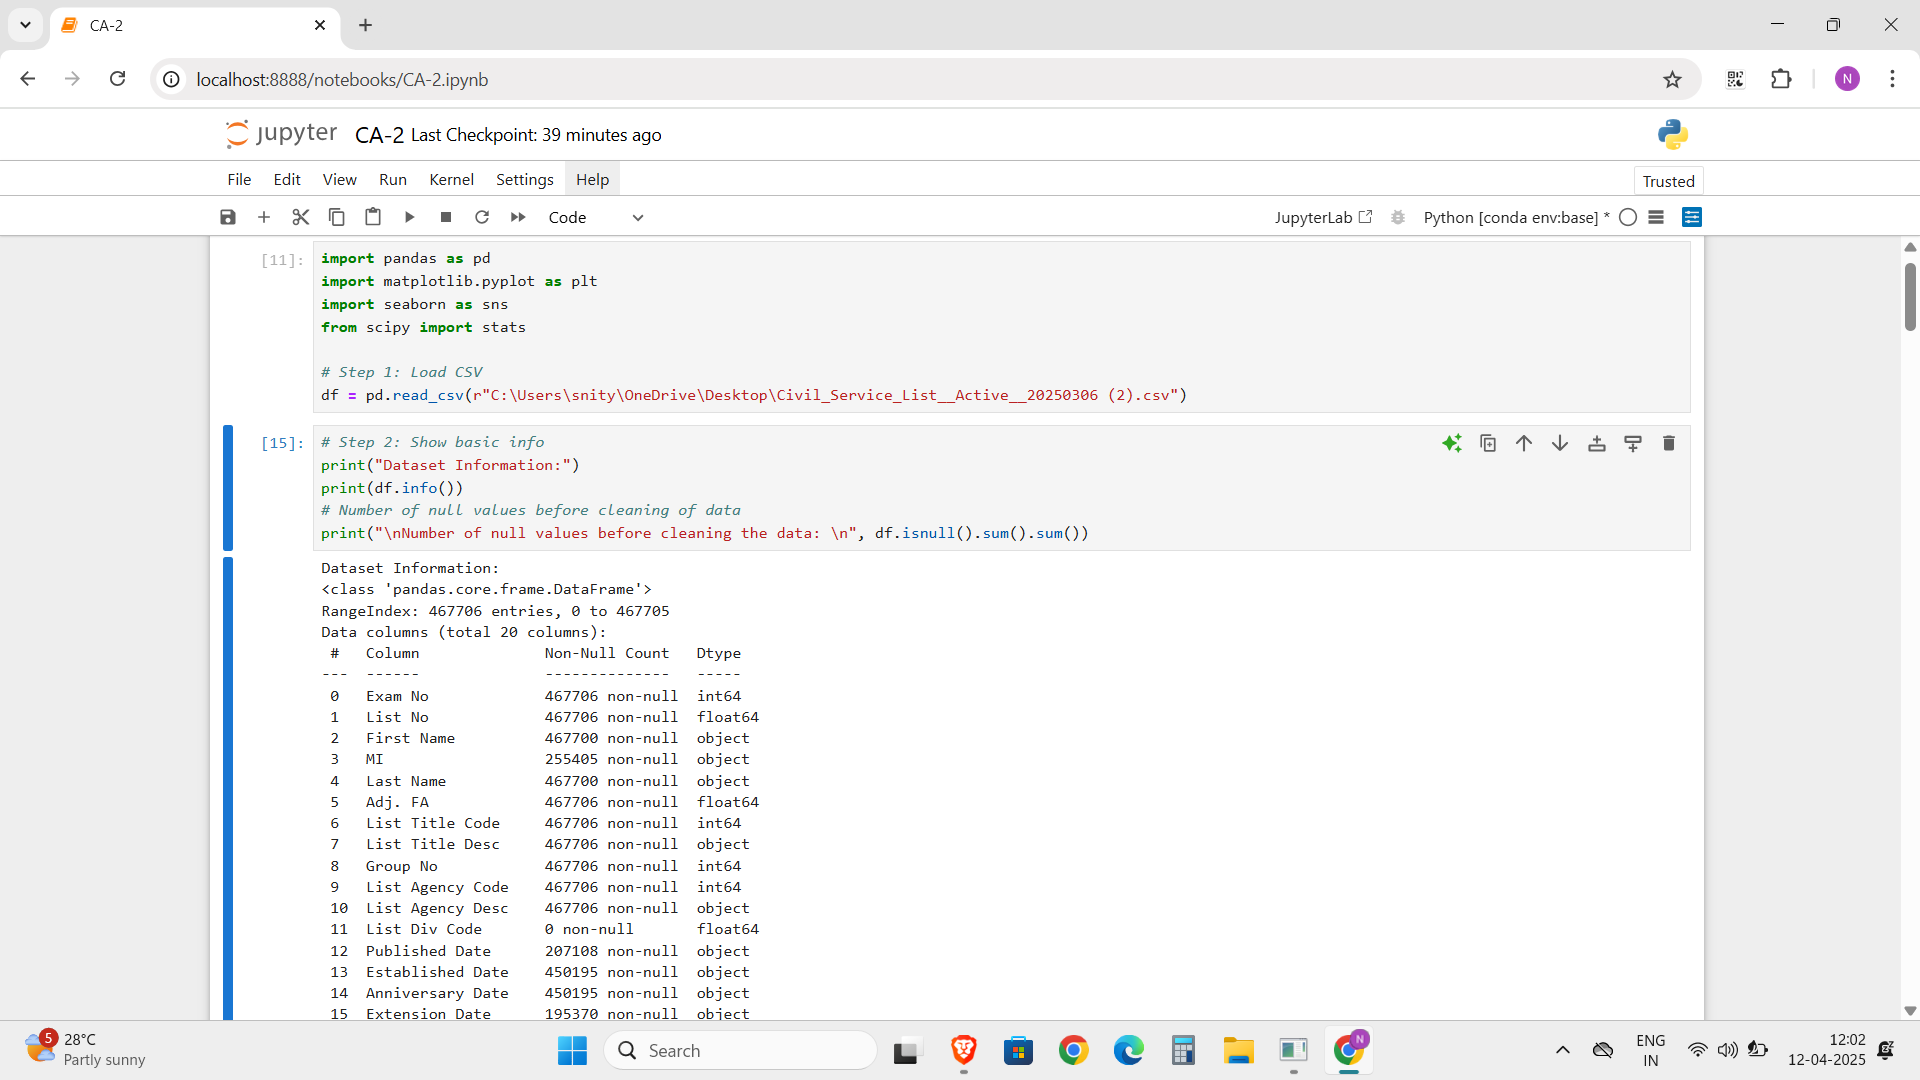 CA-2
localhost:8888/notebooks/CA-2.ipynb
N
jupyter CA-2 Last Checkpoint: 39 minutes ago
File Edit View Run Kernel Settings Help
Trusted
Code
JupyterLab
Python [conda env:base] *
[11]:
import pandas as pd
import matplotlib.pyplot as plt
import seaborn as sns
from scipy import stats
# Step 1: Load CSV
df = pd.read_csv(r"C:\Users\snity\OneDrive\Desktop\Civil_Service_List__Active__20250306 (2).csv")
[15]:
# Step 2: Show basic info
print("Dataset Information:")
print(df.info())
# Number of null values before cleaning of data
print("\nNumber of null values before cleaning the data: \n", df.isnull().sum().sum())
Dataset Information:
<class 'pandas.core.frame.DataFrame'>
RangeIndex: 467706 entries, 0 to 467705
Data columns (total 20 columns):
 #   Column              Non-Null Count   Dtype
---  ------              --------------   -----
 0   Exam No             467706 non-null  int64
 1   List No             467706 non-null  float64
 2   First Name          467700 non-null  object
 3   MI                  255405 non-null  object
 4   Last Name           467700 non-null  object
 5   Adj. FA             467706 non-null  float64
 6   List Title Code     467706 non-null  int64
 7   List Title Desc     467706 non-null  object
 8   Group No            467706 non-null  int64
 9   List Agency Code    467706 non-null  int64
 10  List Agency Desc    467706 non-null  object
 11  List Div Code       0 non-null       float64
 12  Published Date      207108 non-null  object
 13  Established Date    450195 non-null  object
 14  Anniversary Date    450195 non-null  object
 15  Extension Date      195370 non-null  object
5
28°C
Partly sunny
Search
N
ENG
IN
12:02
12-04-2025